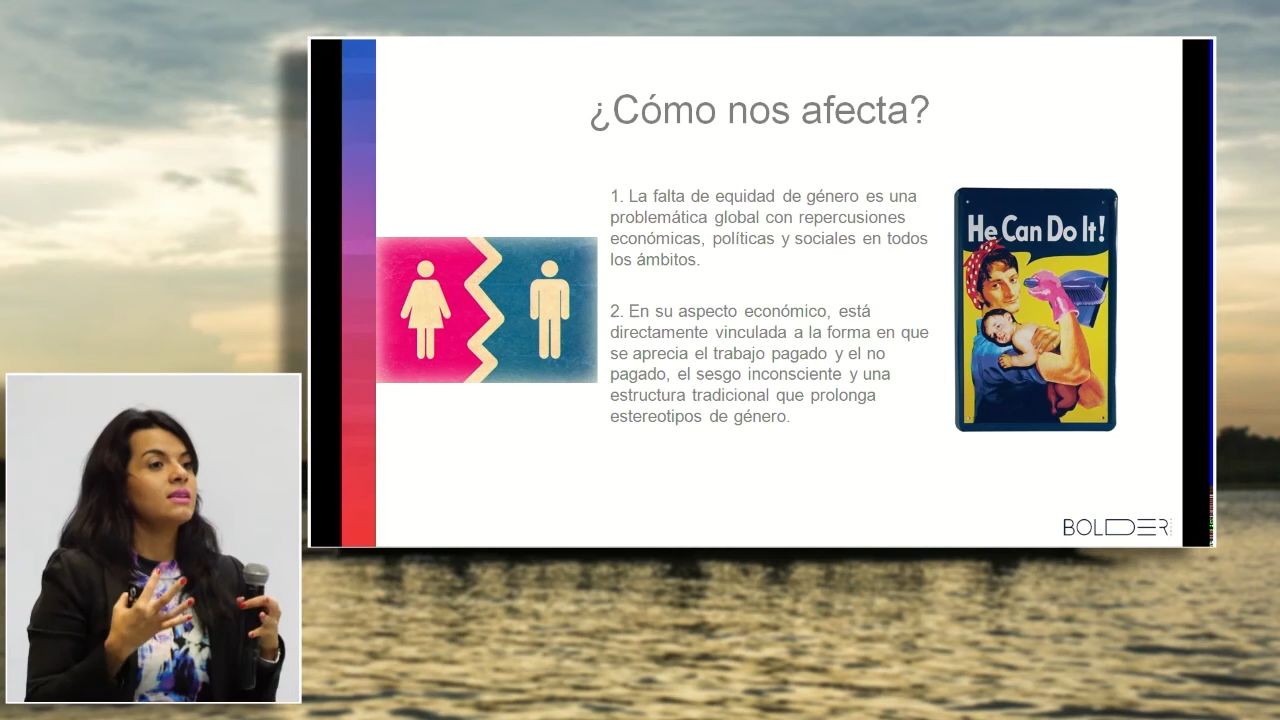 ¿Cómo nos afecta?
1. La falta de equidad de género es una
problemática global con repercusiones
económicas, políticas y sociales en todos
los ámbitos.
2. En su aspecto económico, está
directamente vinculada a la forma en que
se aprecia el trabajo pagado y el no
pagado, el sesgo inconsciente y una
estructura tradicional que prolonga
estereotipos de género.
He Can Do It!
BOLDER